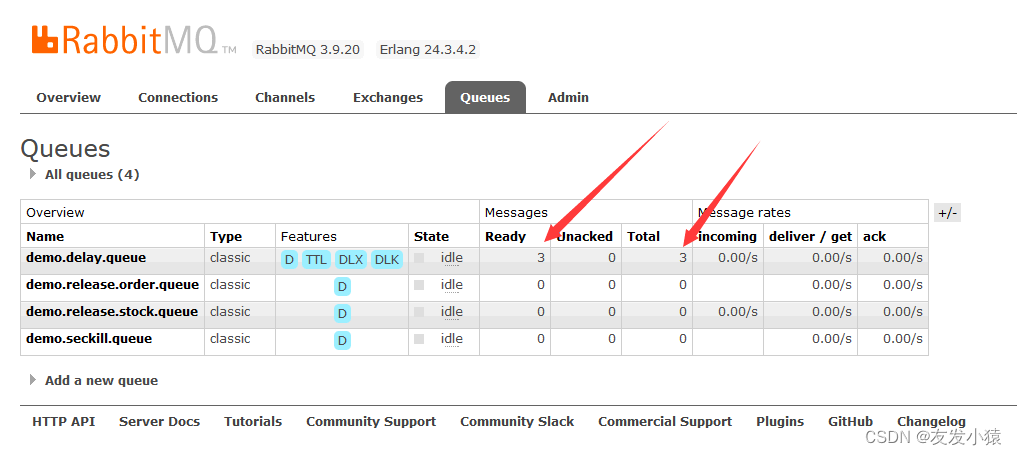 RabbitMQ TM RabbitMQ 3.9.20 Erlang 24.3.4.2
Overview Connections Channels Exchanges Queues Admin
Queues
All queues (4)
Overview Messages Message rates +/-
Name Type Features State Ready Unacked Total incoming deliver / get ack
demo.delay.queue classic D TTL DLX DLK idle 3 0 3 0.00/s 0.00/s 0.00/s
demo.release.order.queue classic D idle 0 0 0 0.00/s 0.00/s
demo.release.stock.queue classic D idle 0 0 0 0.00/s 0.00/s 0.00/s
demo.seckill.queue classic D idle 0 0 0 0.00/s 0.00/s
Add a new queue
HTTP API Server Docs Tutorials Community Support Community Slack Commercial Support Plugins GitHub Changelog
CSDN @友发小猿